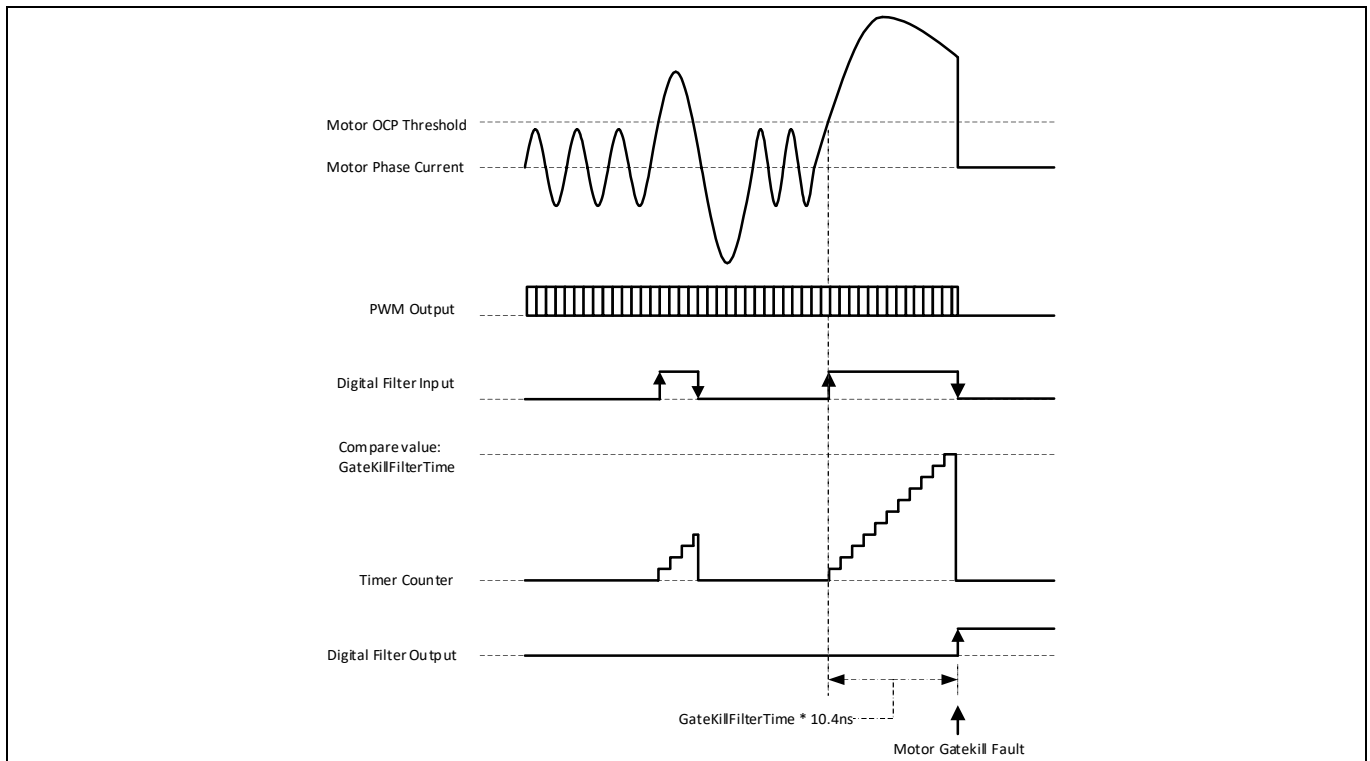 Motor OCP Threshold
Motor Phase Current
PWM Output
Digital Filter Input
Compare value:
GateKillFilterTime
Timer Counter
Digital Filter Output
GateKillFilterTime * 10.4ns
Motor Gatekill Fault